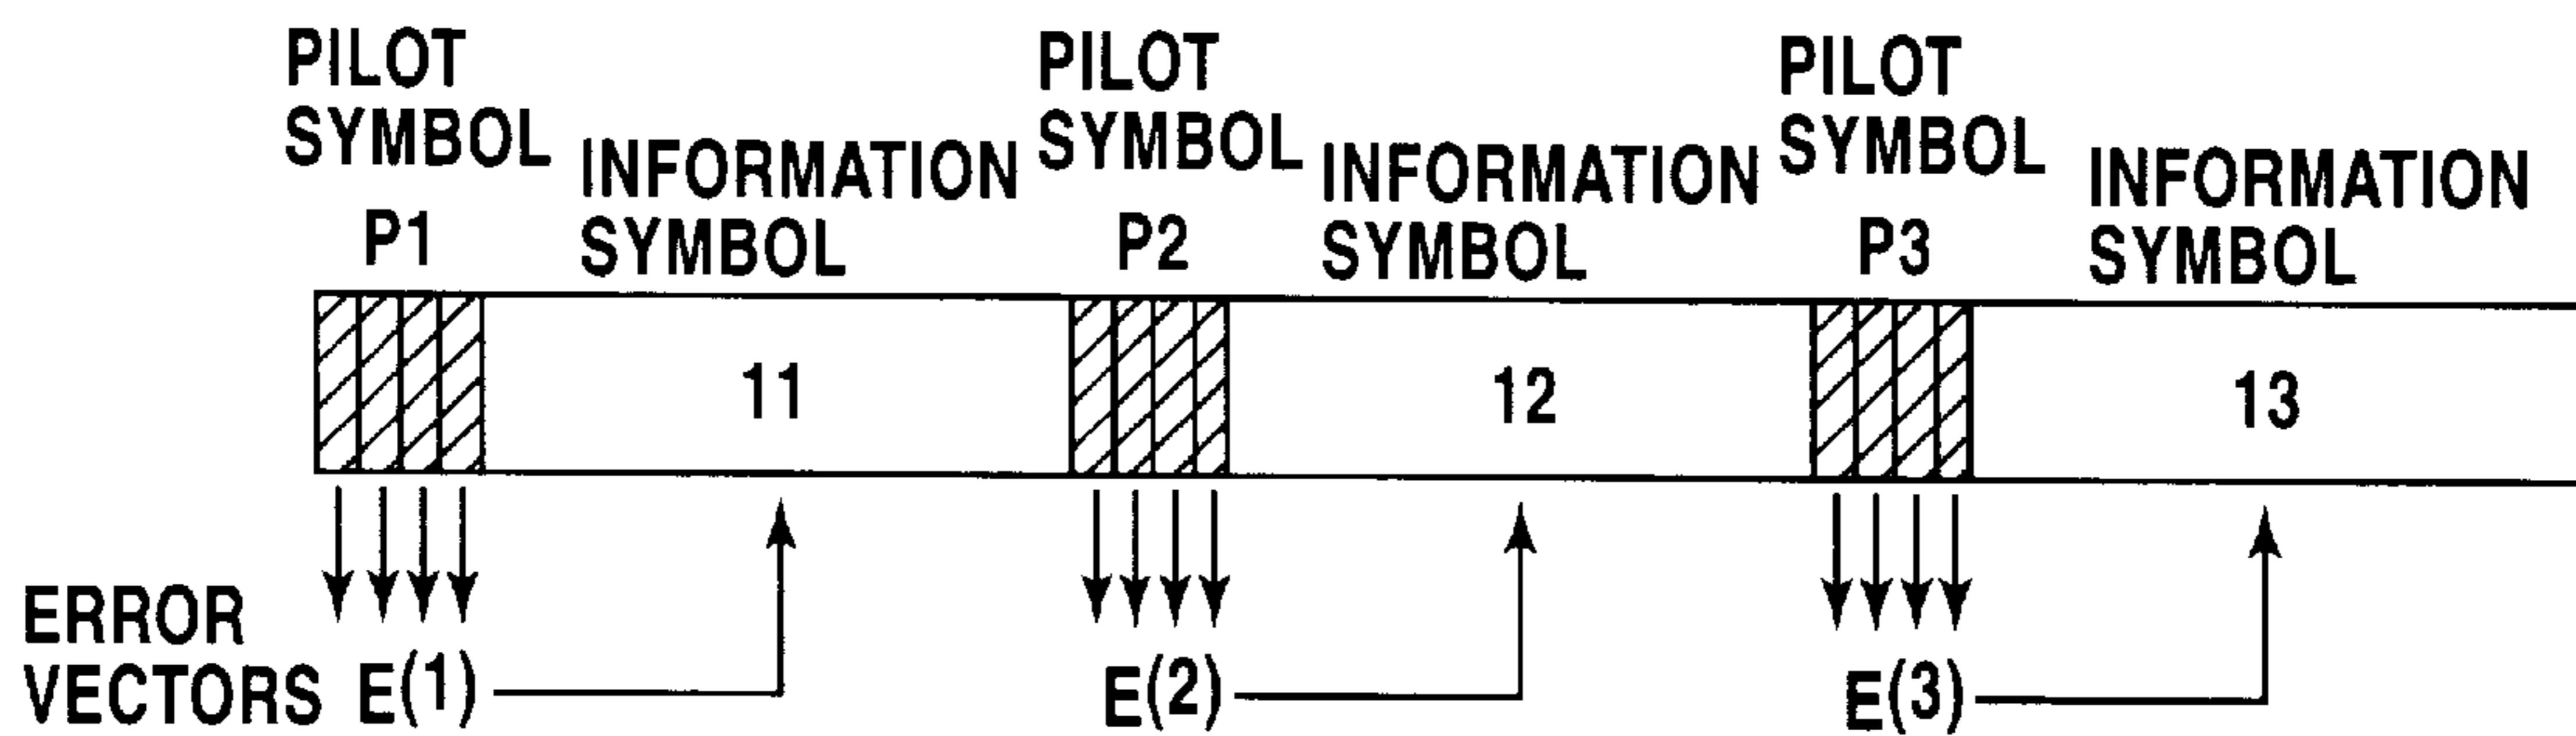 PILOT
SYMBOL
P1
INFORMATION
SYMBOL
PILOT
SYMBOL
P2
INFORMATION
SYMBOL
PILOT
SYMBOL
P3
INFORMATION
SYMBOL
11
12
13
ERROR
VECTORS E(1)
E(2)
E(3)